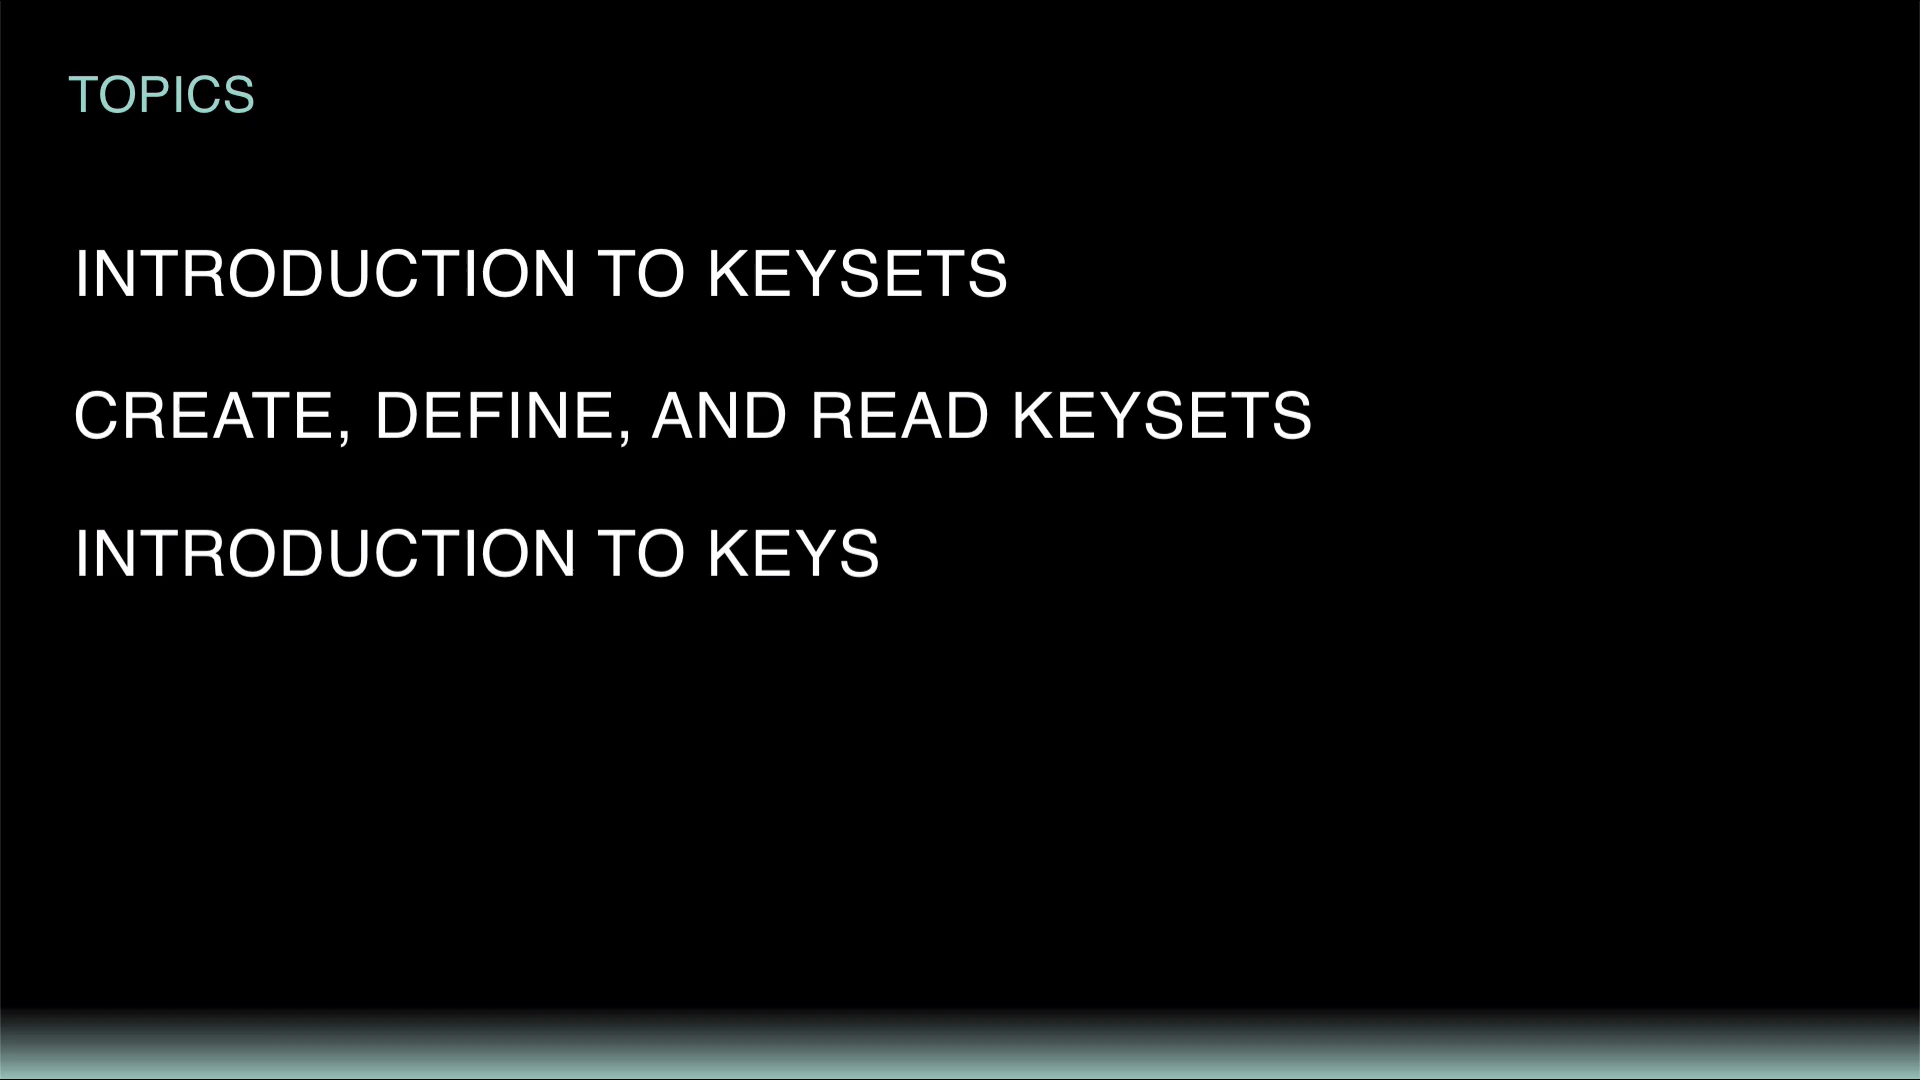 TOPICS
INTRODUCTION TO KEYSETS
CREATE, DEFINE, AND READ KEYSETS
INTRODUCTION TO KEYS